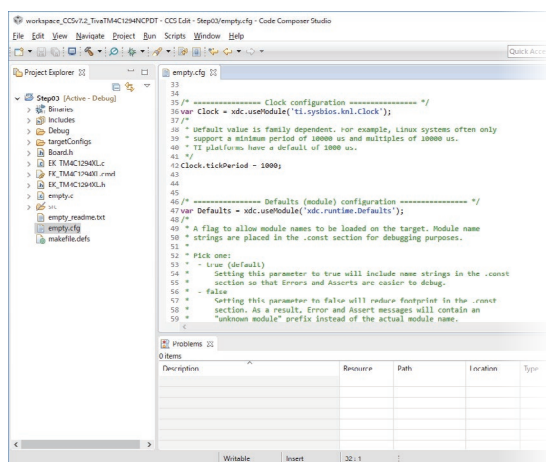 workspace_CCSv7.2_TivaTM4C1294NCPDT - CCS Edit - Step03/empty.cfg - Code Composer Studio
File Edit View Navigate Project Run Scripts Window Help
Quick Acce
Project Explorer
Step03 [Active - Debug]
Binaries
Includes
Debug
targetConfigs
Board.h
EK_TM4C1294XL.c
EK_TM4C1294XL.cmd
EK_TM4C1294XL.h
empty.c
src
empty_readme.txt
empty.cfg
makefile.defs
empty.cfg
33
34
35 /* ================ Clock configuration ================ */
36 var Clock = xdc.useModule('ti.sysbios.knl.Clock');
37 /*
38 * Default value is family dependent. For example, Linux systems often only
39 * support a minimum period of 10000 us and multiples of 10000 us.
40 * TI platforms have a default of 1000 us.
41 */
42 Clock.tickPeriod = 1000;
43
44
45
46 /* ================ Defaults (module) configuration ================ */
47 var Defaults = xdc.useModule('xdc.runtime.Defaults');
48 /*
49 * A flag to allow module names to be loaded on the target. Module name
50 * strings are placed in the .const section for debugging purposes.
51 *
52 * Pick one:
53 * - true (default)
54 * Setting this parameter to true will include name strings in the .const
55 * section so that Errors and Asserts are easier to debug.
56 * - false
57 * Setting this parameter to false will reduce footprint in the .const
58 * section. As a result, Error and Assert messages will contain an
59 * "unknown module" prefix instead of the actual module name.
Problems
0 items
Description Resource Path Location Type
Writable Insert 32 : 1